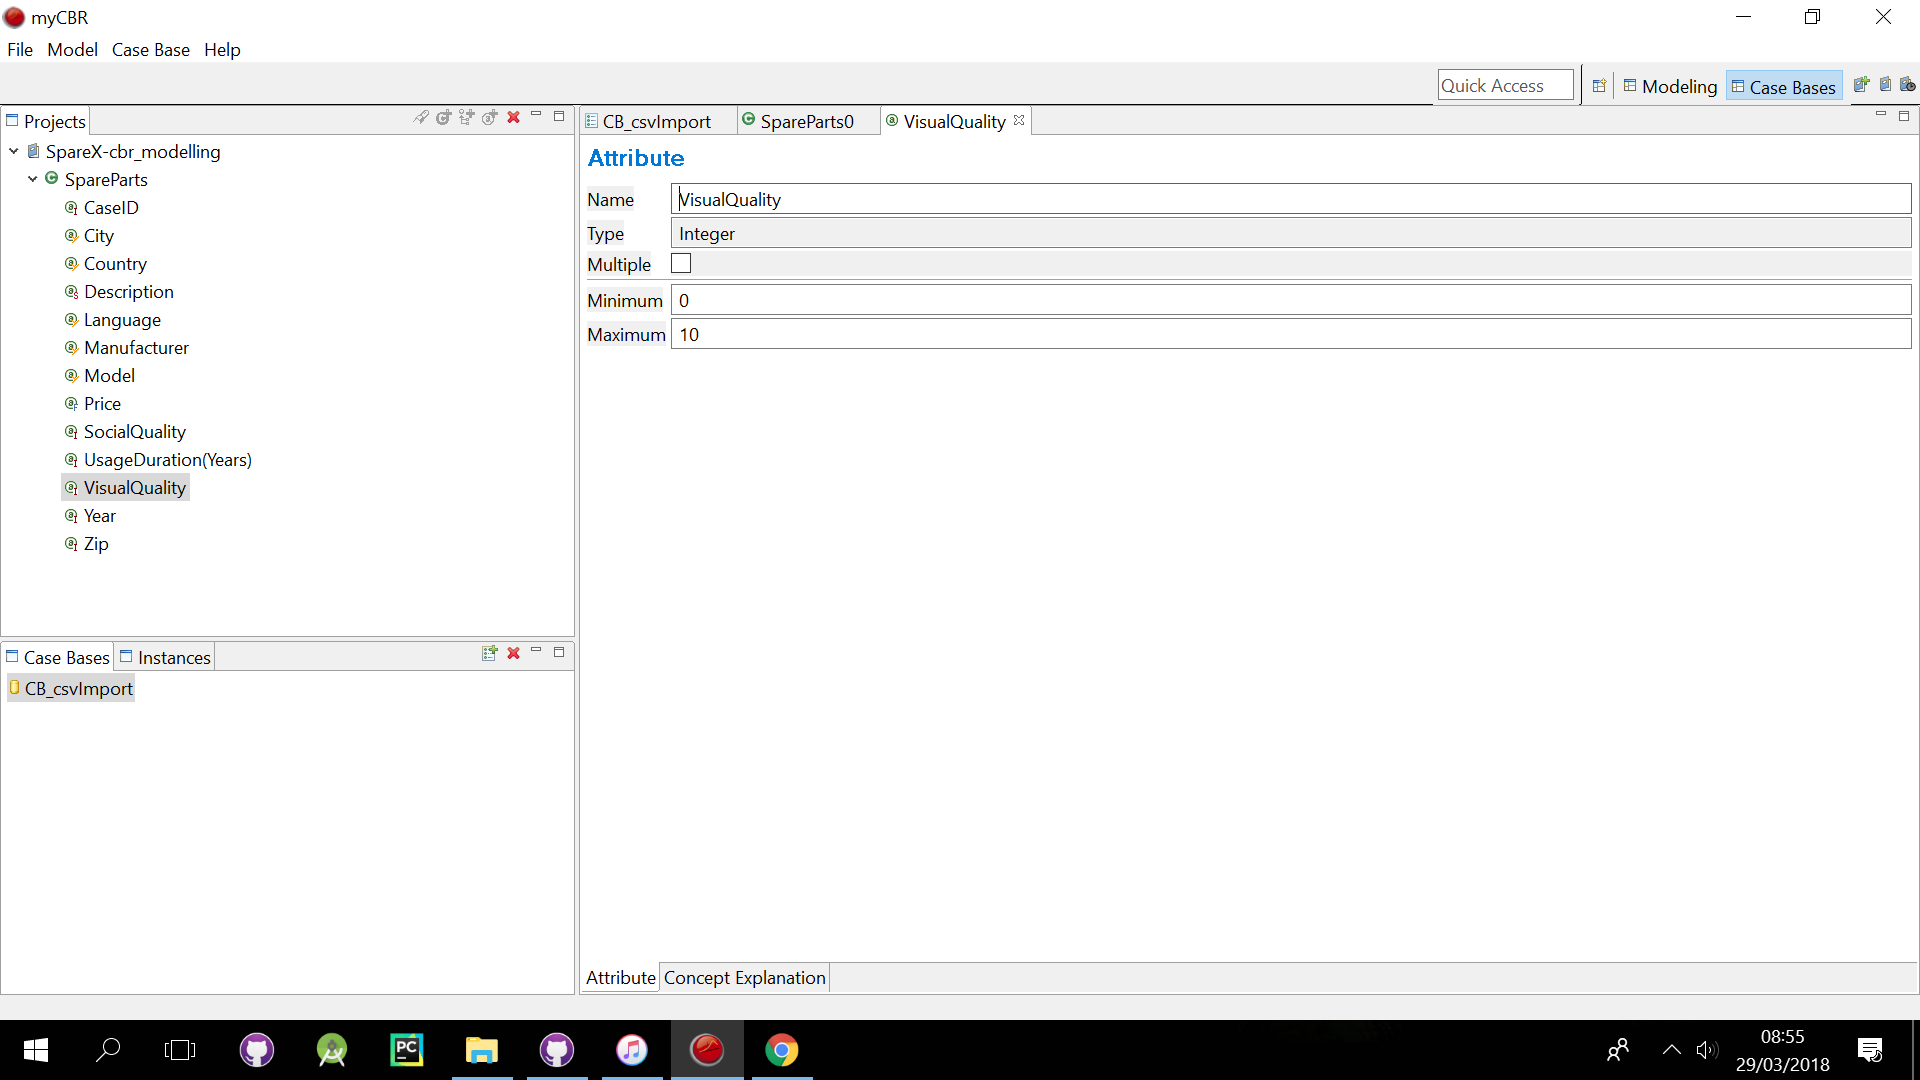 myCBR
File Model Case Base Help
Quick Access
Modeling
Case Bases
Projects
SpareX-cbr_modelling
SpareParts
CaseID
City
Country
Description
Language
Manufacturer
Model
Price
SocialQuality
UsageDuration(Years)
VisualQuality
Year
Zip
Case Bases
Instances
CB_csvImport
CB_csvImport
SpareParts0
VisualQuality
Attribute
Name VisualQuality
Type Integer
Multiple
Minimum 0
Maximum 10
Attribute
Concept Explanation
PC
08:55
29/03/2018